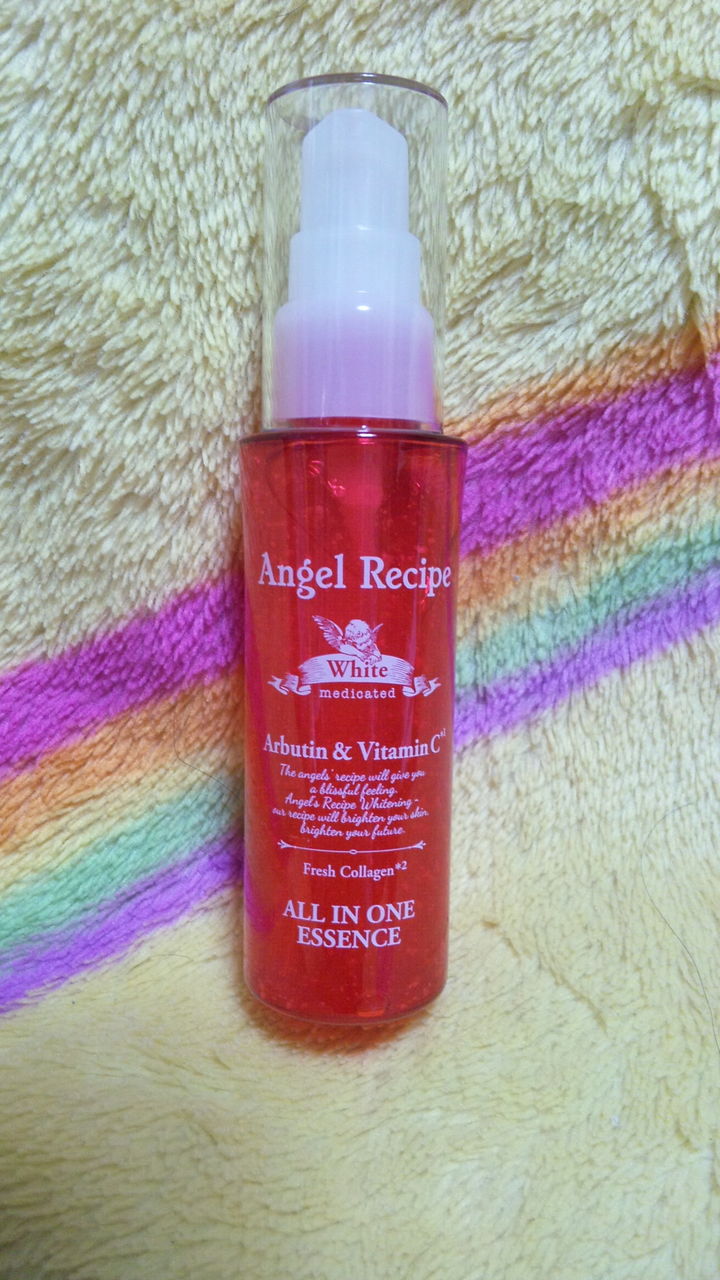 Angel Recipe
White
medicated
Arbutin & Vitamin C*1
The angels' recipe will give you
a blissful feeling.
Angel's Recipe Whitening -
our recipe will brighten your skin,
brighten your future.
Fresh Collagen*2
ALL IN ONE
ESSENCE